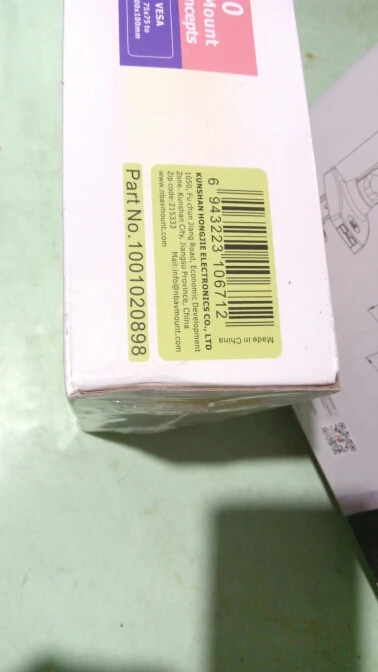 0
Mount
ncepts
VESA
75x75 to
00x100mm
Made in China
6 943223 106712
KUNSHAN HONGJIE ELECTRONICS CO., LTD
1050, Fu chun Jiang Road, Economic Development
Zone, Kunshan City, Jiangsu Province, China
Zip code:215333 Mail:info@nbavmount.com
www.nbavmount.com
Part No. 1001020898